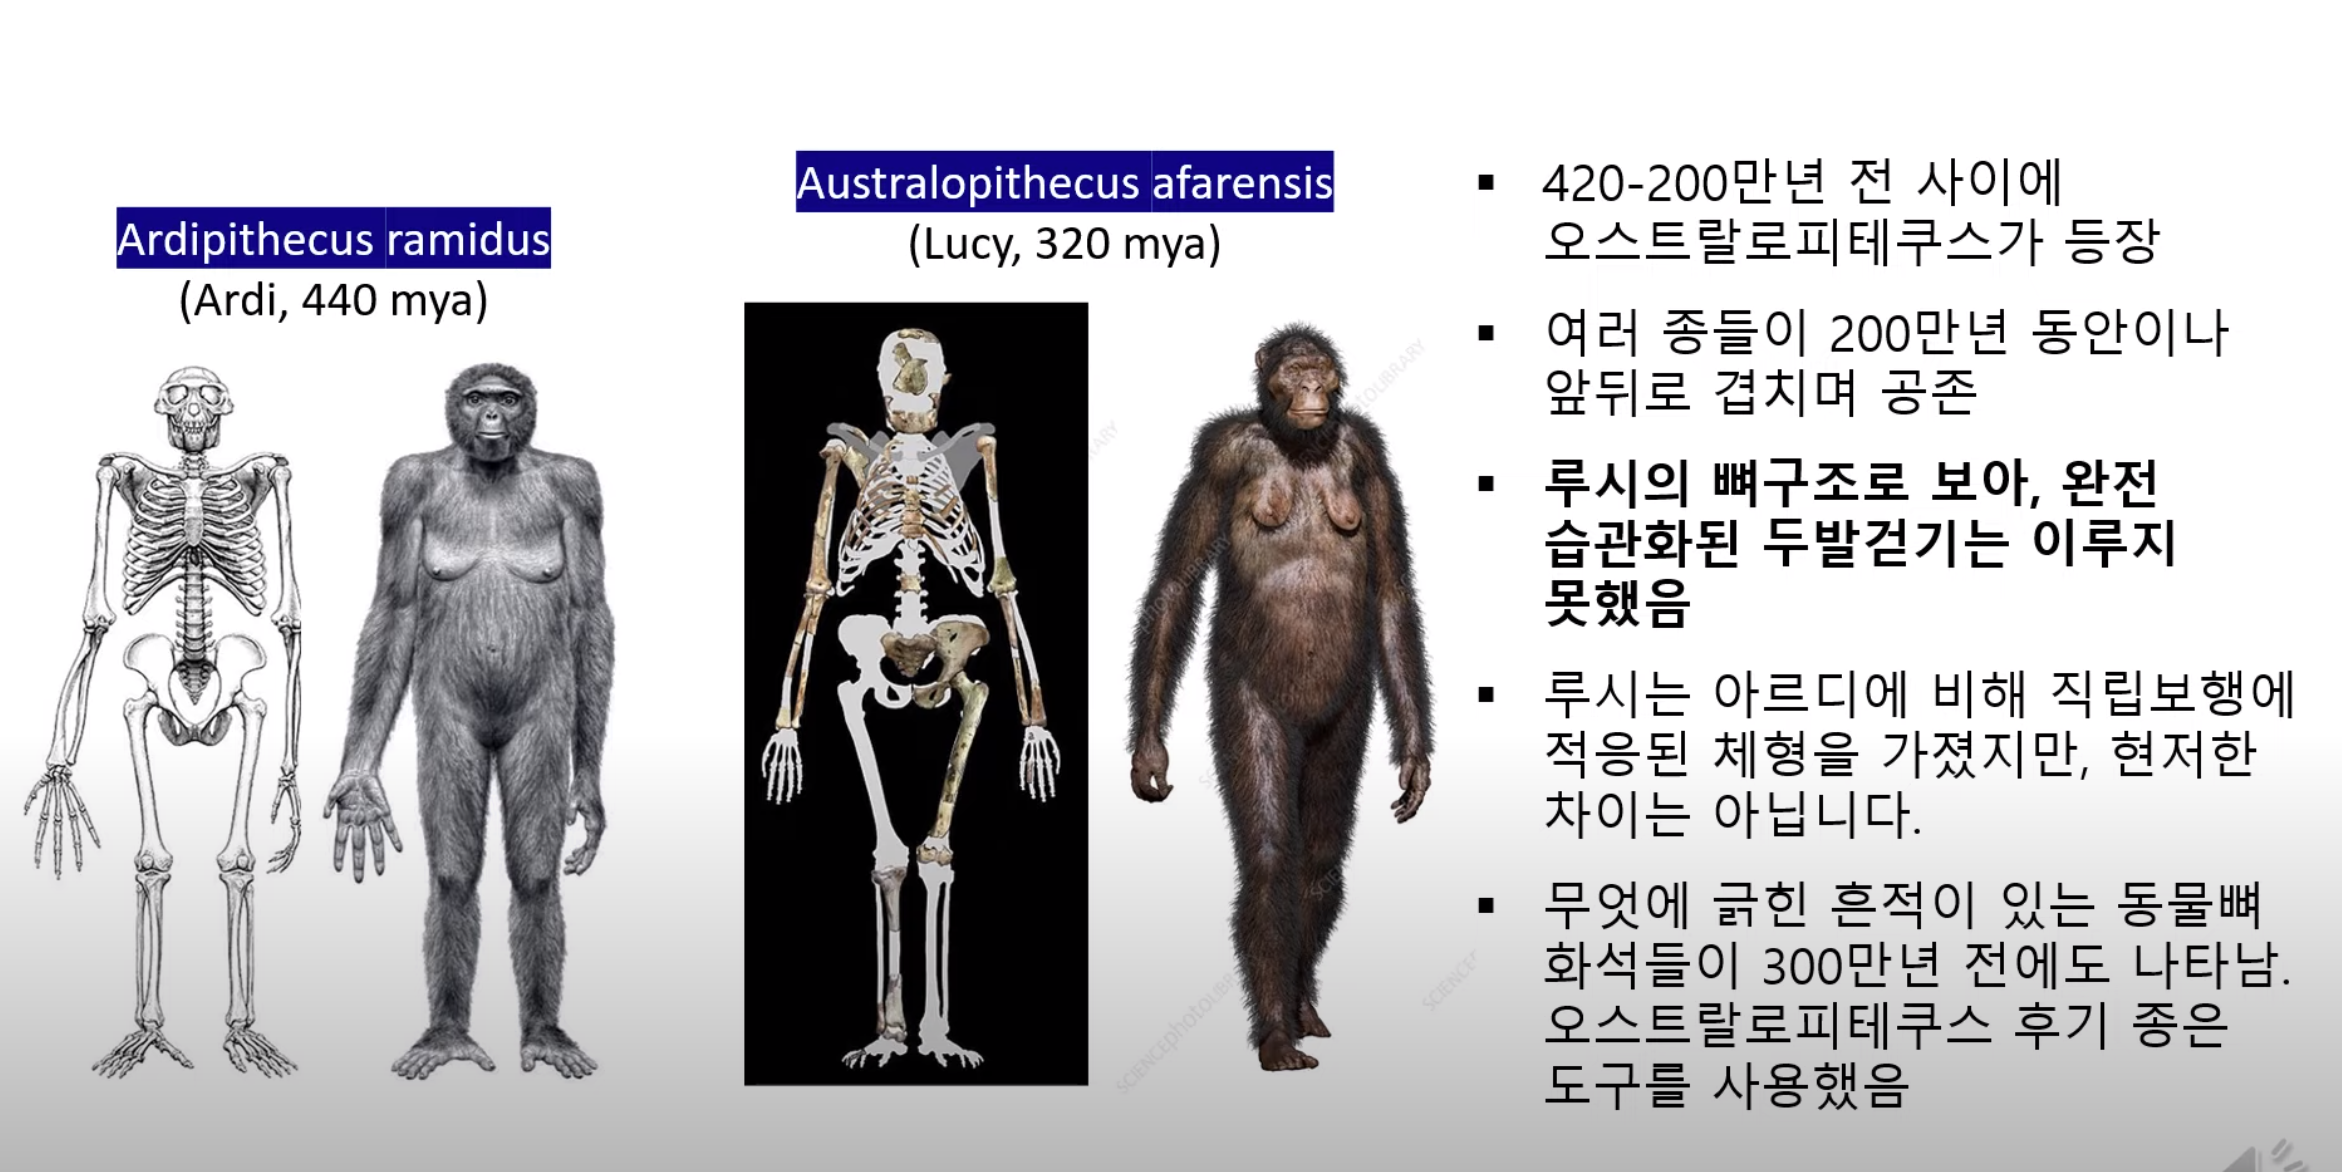 Ardipithecus ramidus
(Ardi, 440 mya)
Australopithecus afarensis
(Lucy, 320 mya)
▪ 420-200만년 전 사이에
오스트랄로피테쿠스가 등장
▪ 여러 종들이 200만년 동안이나
앞뒤로 겹치며 공존
▪ 루시의 뼈구조로 보아, 완전
습관화된 두발걷기는 이루지
못했음
▪ 루시는 아르디에 비해 직립보행에
적응된 체형을 가졌지만, 현저한
차이는 아닙니다.
▪ 무엇에 긁힌 흔적이 있는 동물뼈
화석들이 300만년 전에도 나타남.
오스트랄로피테쿠스 후기 종은
도구를 사용했음
SCIENCEphotoLIBRARY